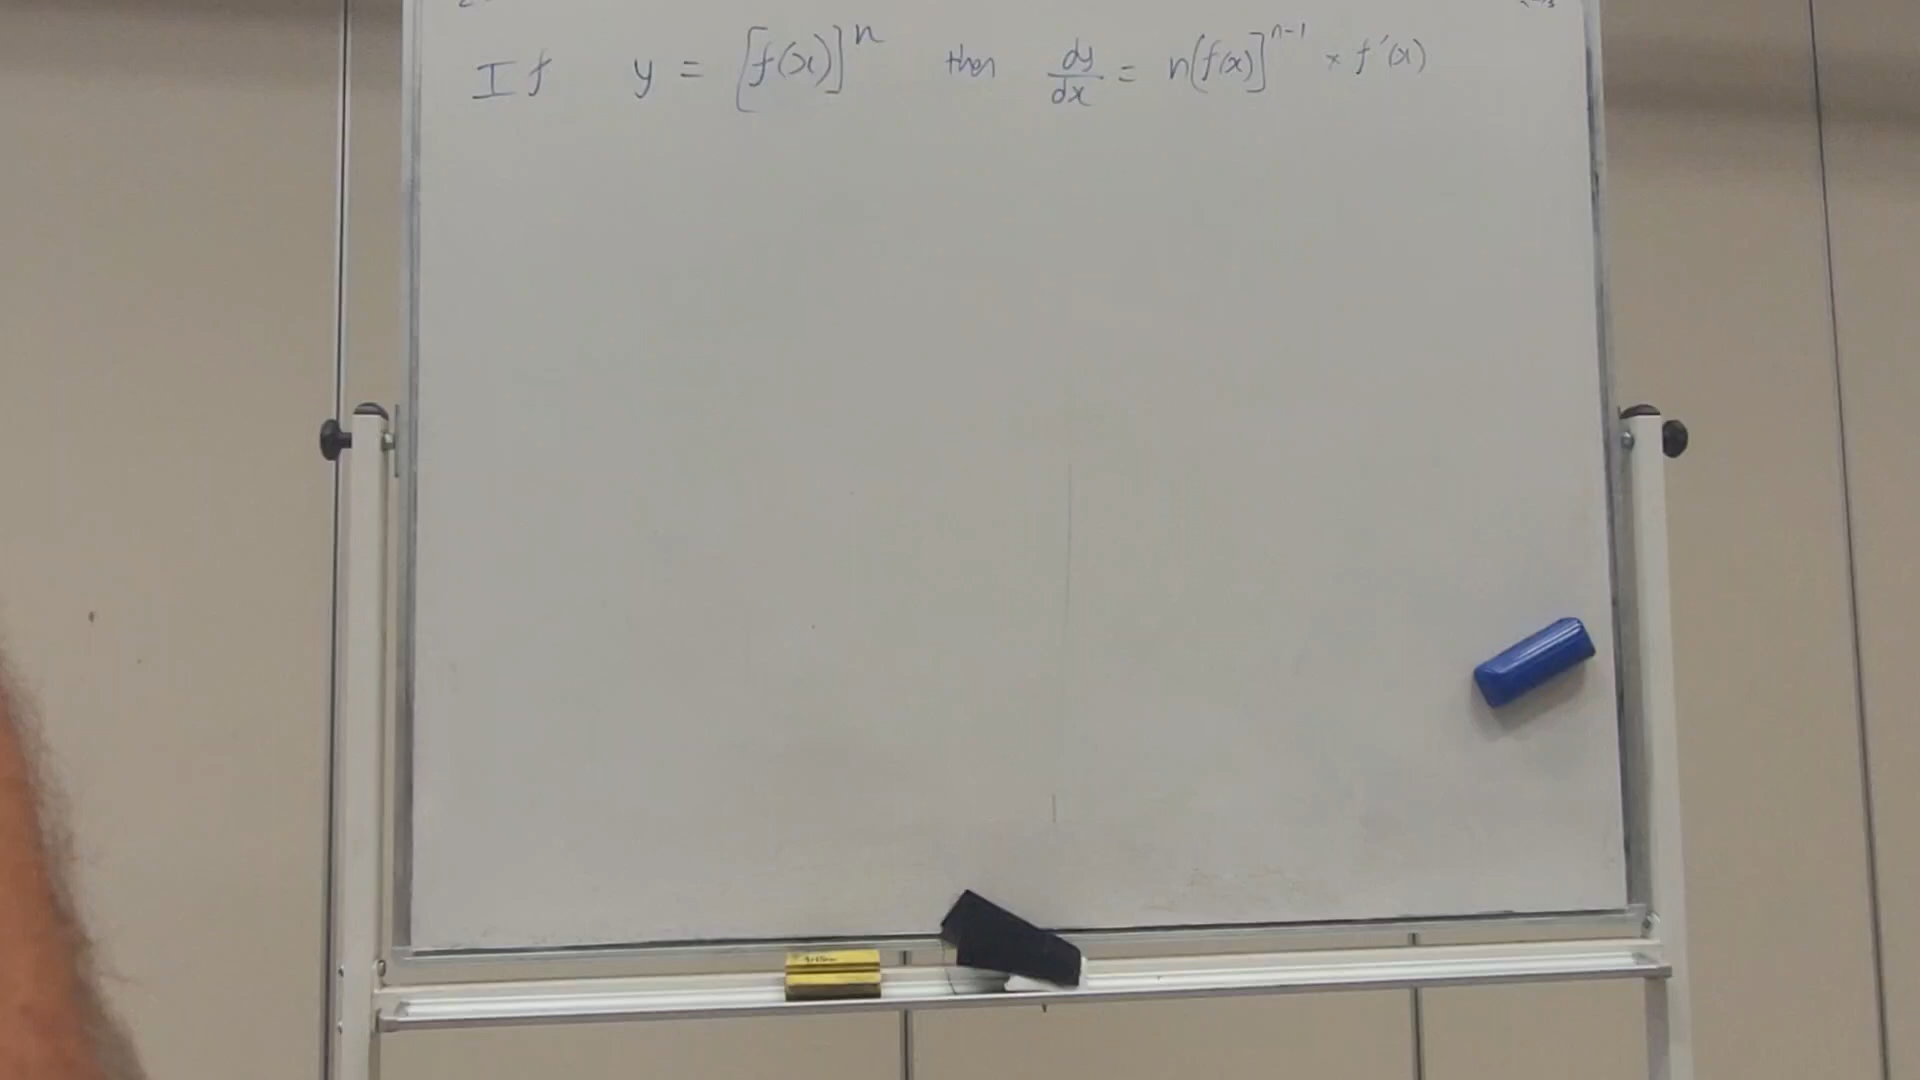 If y = [f(x)]^n then dy/dx = n[f(x)]^{n-1} × f'(x)